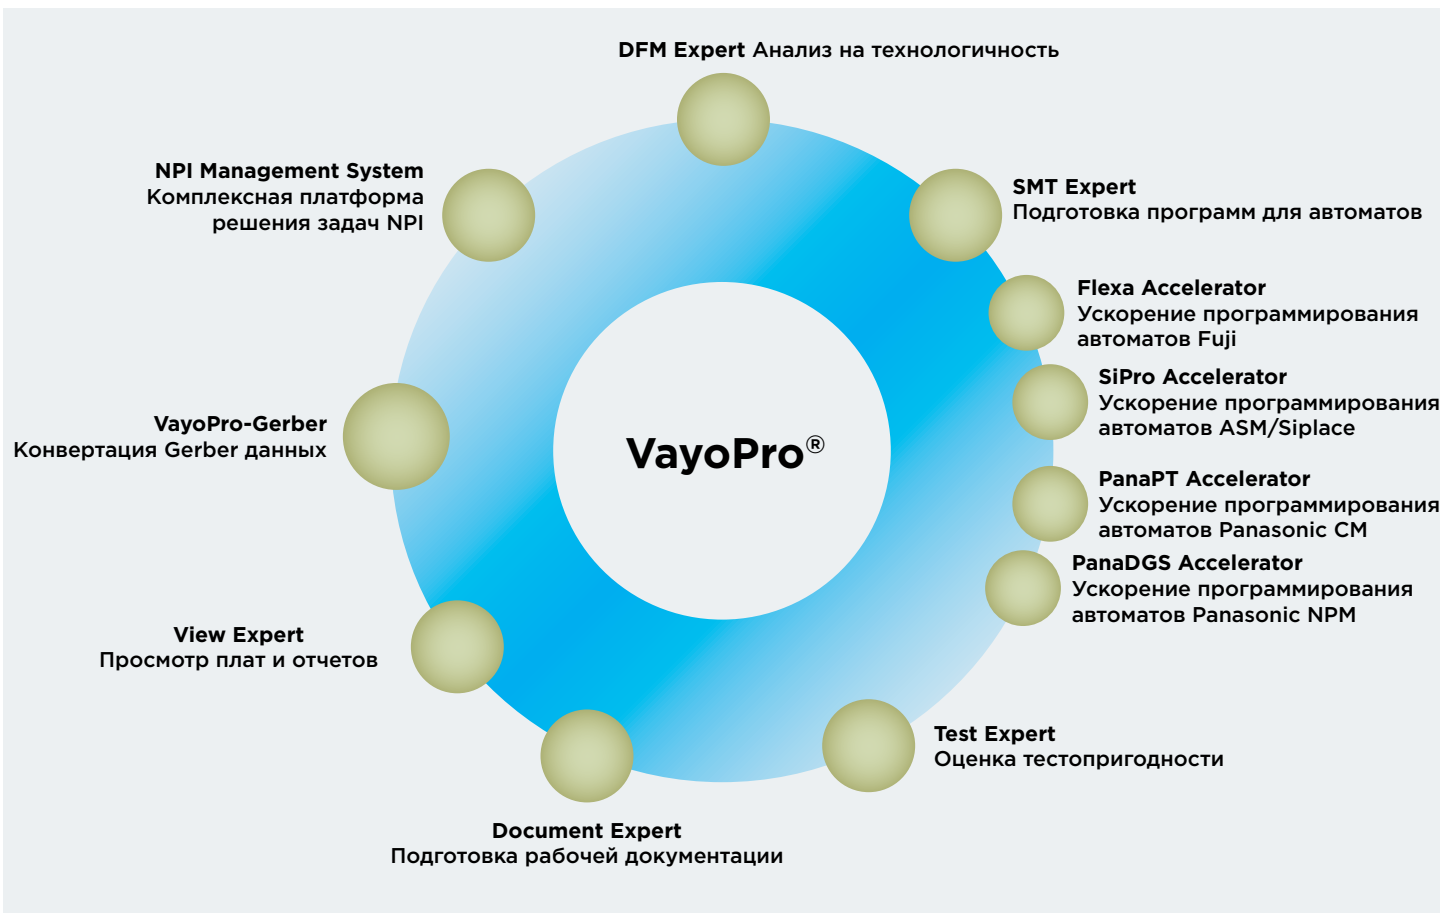 DFM Expert Анализ на технологичность
NPI Management System
Комплексная платформа
решения задач NPI
SMT Expert
Подготовка программ для автоматов
Flexa Accelerator
Ускорение программирования
автоматов Fuji
SiPro Accelerator
Ускорение программирования
автоматов ASM/Siplace
VayoPro-Gerber
Конвертация Gerber данных
VayoPro®
PanaPT Accelerator
Ускорение программирования
автоматов Panasonic CM
PanaDGS Accelerator
Ускорение программирования
автоматов Panasonic NPM
View Expert
Просмотр плат и отчетов
Test Expert
Оценка тестопригодности
Document Expert
Подготовка рабочей документации